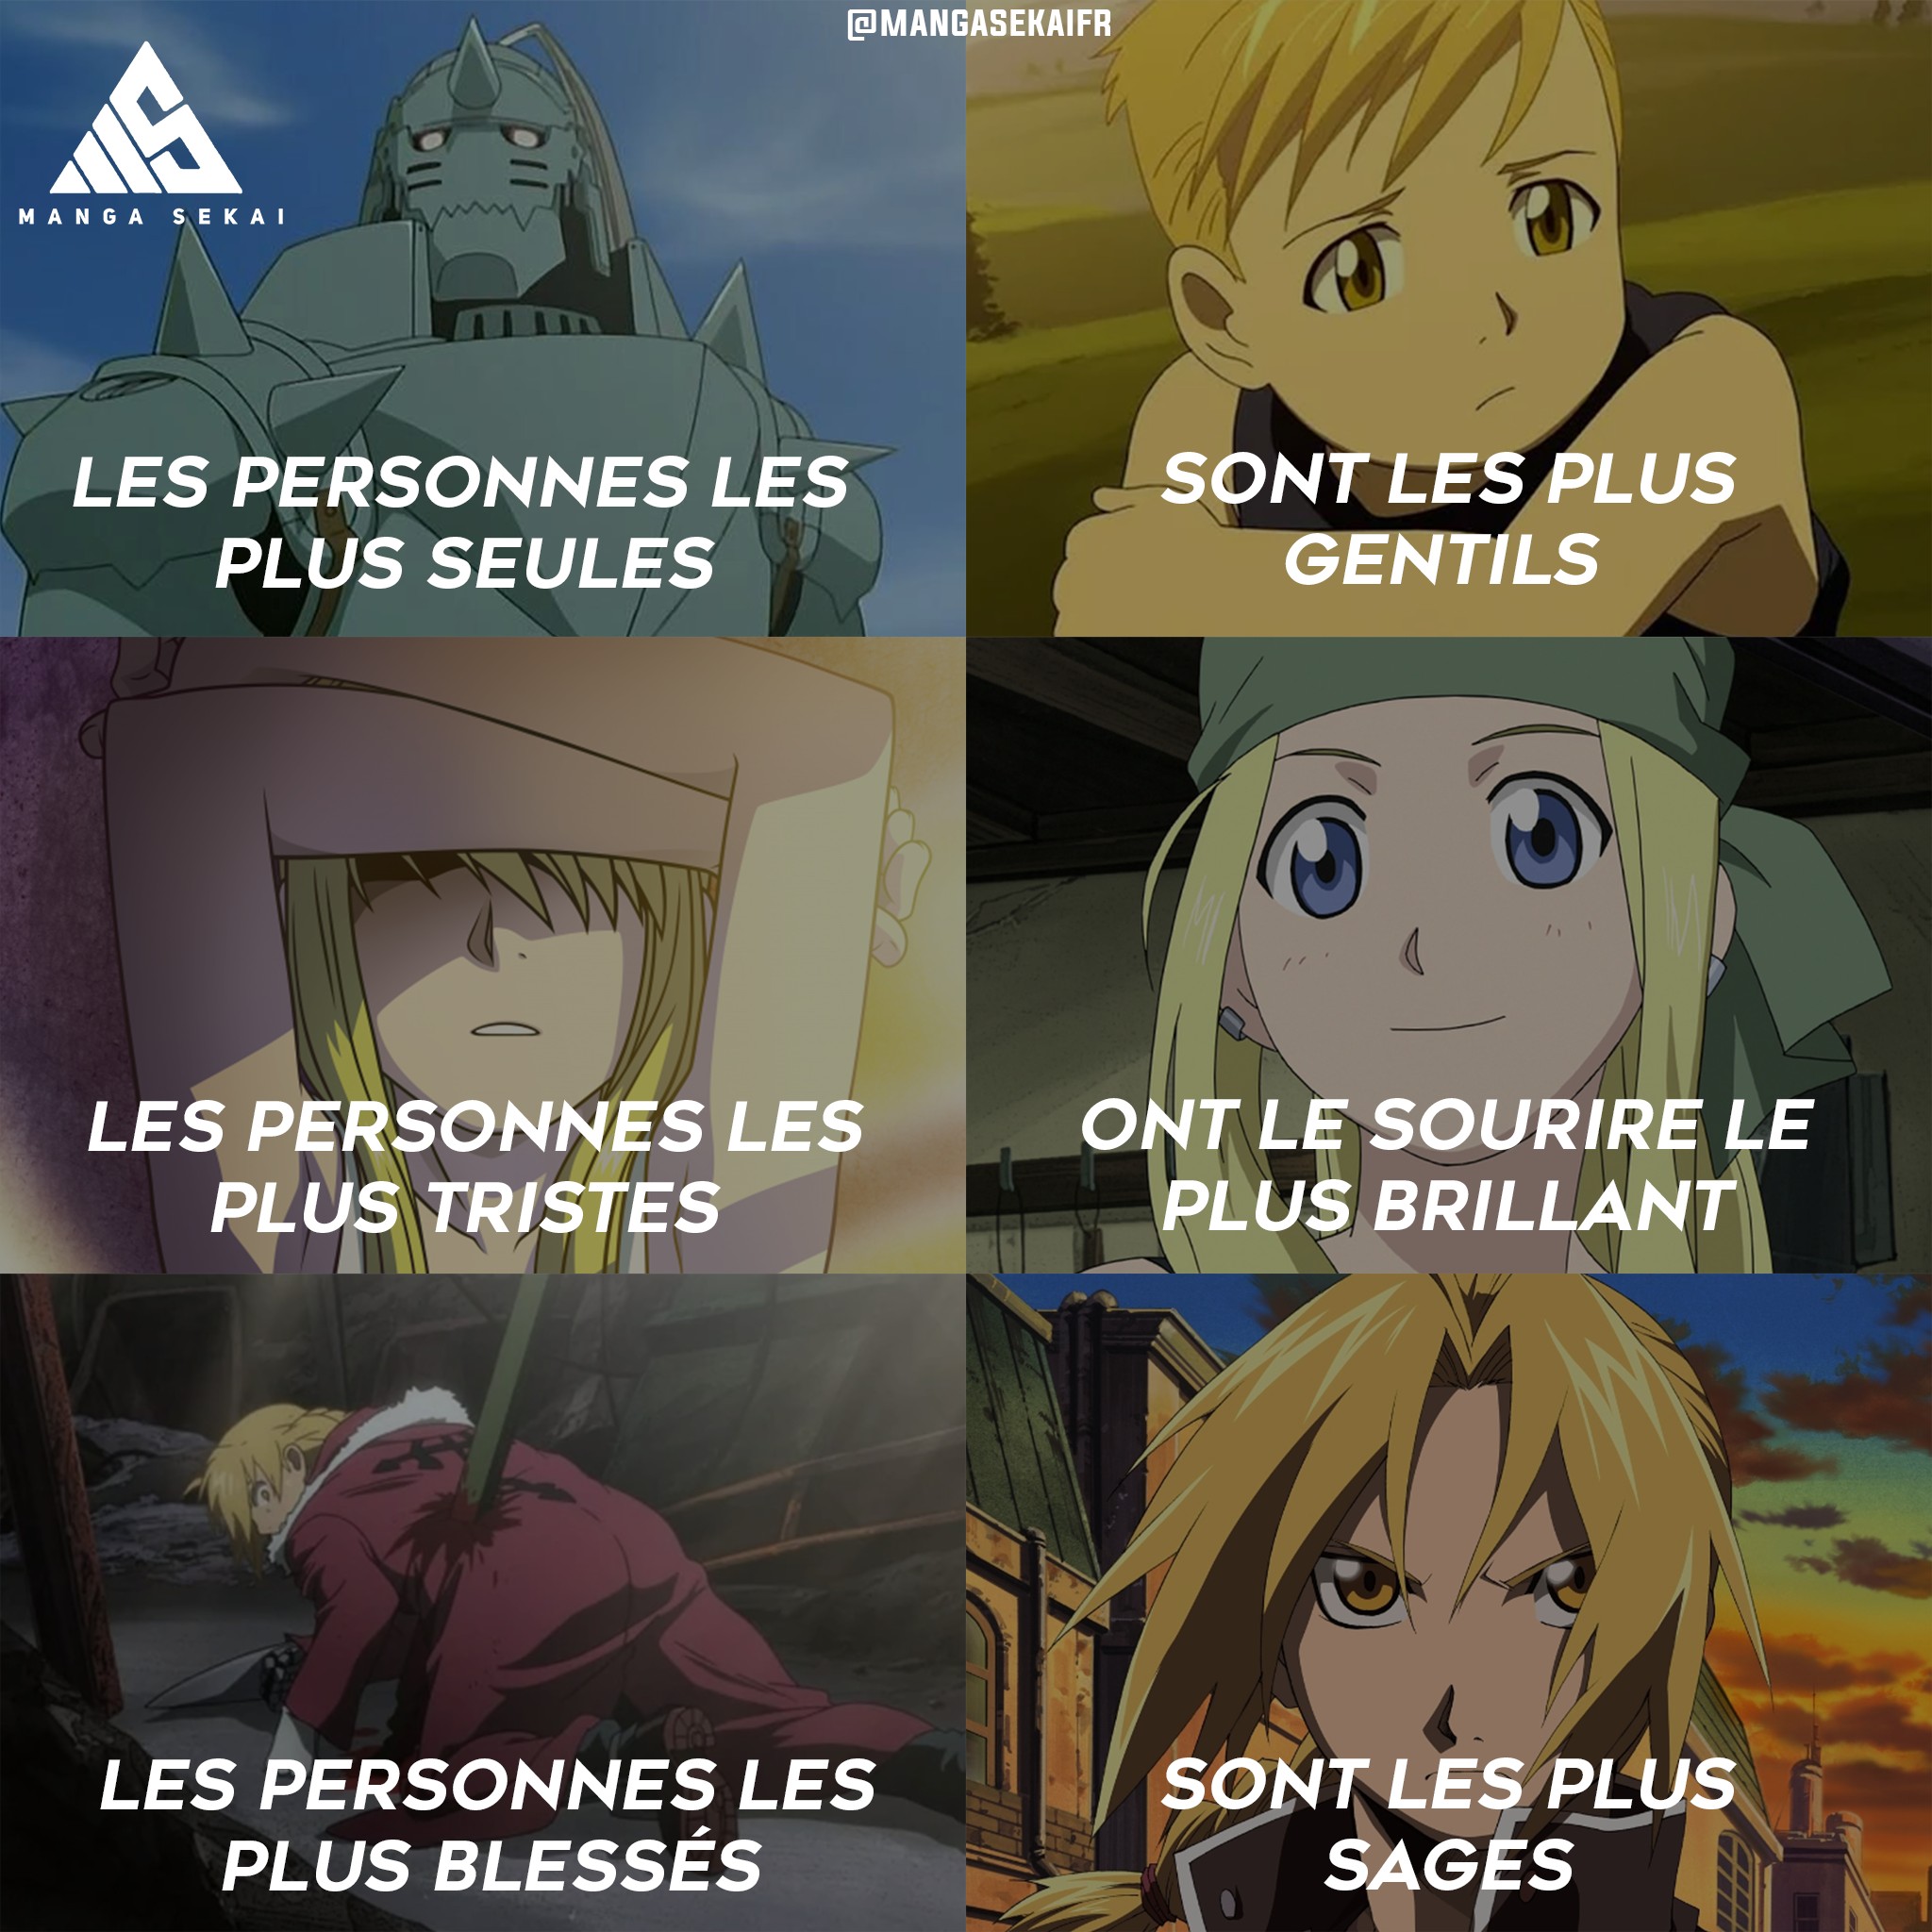 @MANGASEKAIFR
MS
MANGA SEKAI
LES PERSONNES LES
PLUS SEULES
SONT LES PLUS
GENTILS
LES PERSONNES LES
PLUS TRISTES
ONT LE SOURIRE LE
PLUS BRILLANT
LES PERSONNES LES
PLUS BLESSÉS
SONT LES PLUS
SAGES